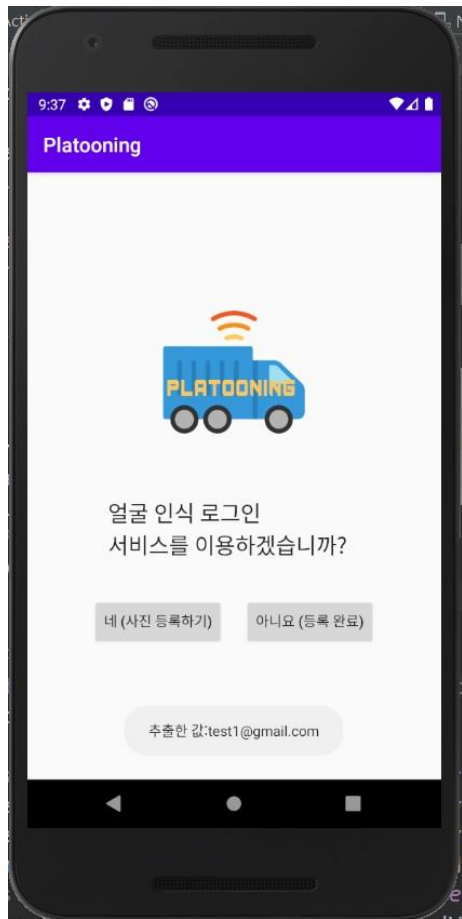 9:37
Platooning
PLATOONING
얼굴 인식 로그인
서비스를 이용하겠습니까?
네 (사진 등록하기)
아니요 (등록 완료)
추출한 값:test1@gmail.com